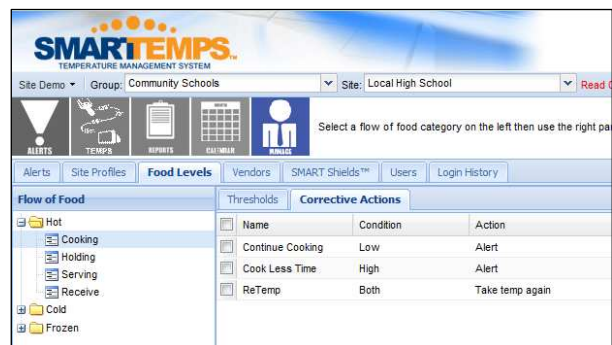 SMARTTEMPS™
TEMPERATURE MANAGEMENT SYSTEM
Site Demo Group: Community Schools Site: Local High School Read
ALERTS TEMPS REPORTS CALENDAR MANAGE
Select a flow of food category on the left then use the right
Alerts Site Profiles Food Levels Vendors SMART Shields™ Users Login History
Flow of Food
Thresholds Corrective Actions
Hot
Cooking
Holding
Serving
Receive
Cold
Frozen
Name Condition Action
Continue Cooking Low Alert
Cook Less Time High Alert
ReTemp Both Take temp again